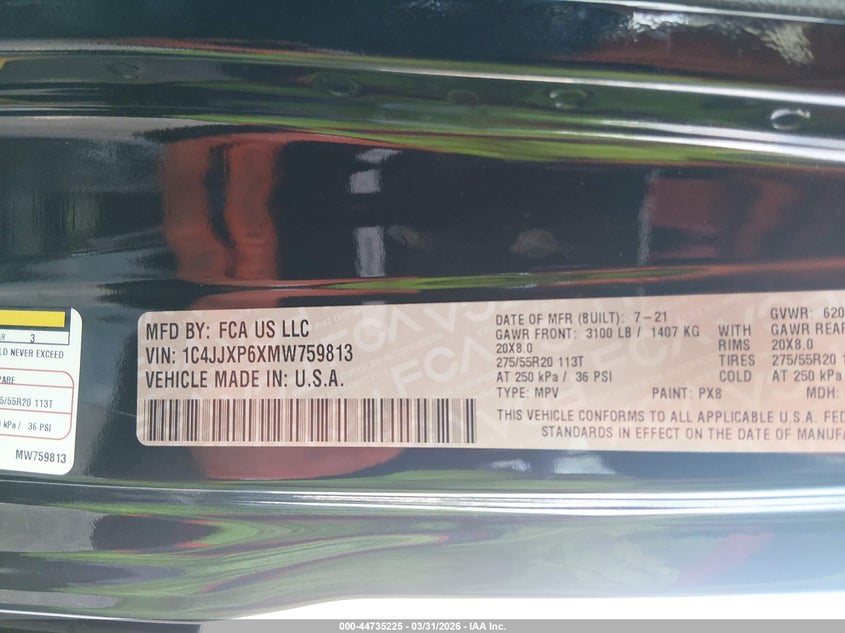 R 3
LD NEVER EXCEED
PARE
5/55R20 113T
kPa / 36 PSI
MW759813
MFD BY: FCA US LLC
VIN: 1C4JJXP6XMW759813
VEHICLE MADE IN: U.S.A.
DATE OF MFR (BUILT): 7-21
GAWR FRONT: 3100 LB / 1407 KG WITH
20X8.0 RIMS
275/55R20 113T TIRES
AT 250 kPa / 36 PSI COLD
TYPE: MPV PAINT: PX8 MDH:
GVWR: 620
GAWR REAR
20X8.0
275/55R20 1
AT 250 kPa /
THIS VEHICLE CONFORMS TO ALL APPLICABLE U.S.A. FED
STANDARDS IN EFFECT ON THE DATE OF MANUFA
000-44735225 - 03/31/2026 - IAA Inc.